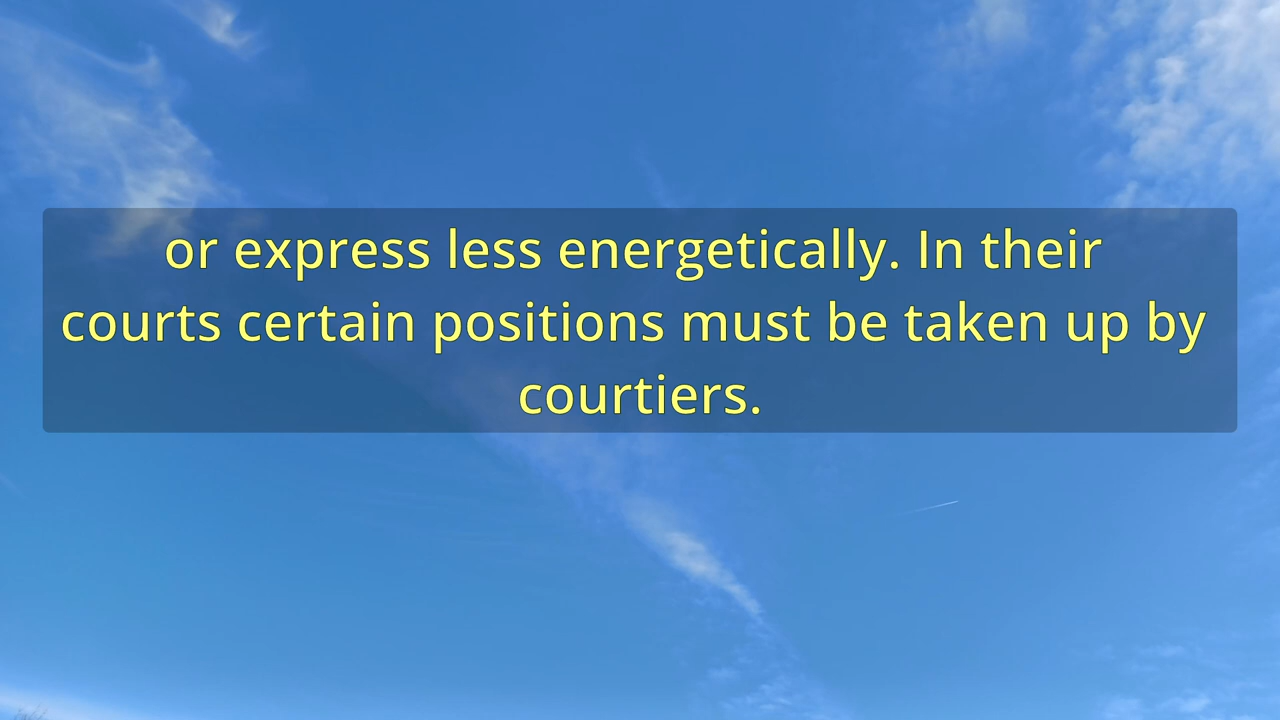 or express less energetically. In their
courts certain positions must be taken up by
courtiers.